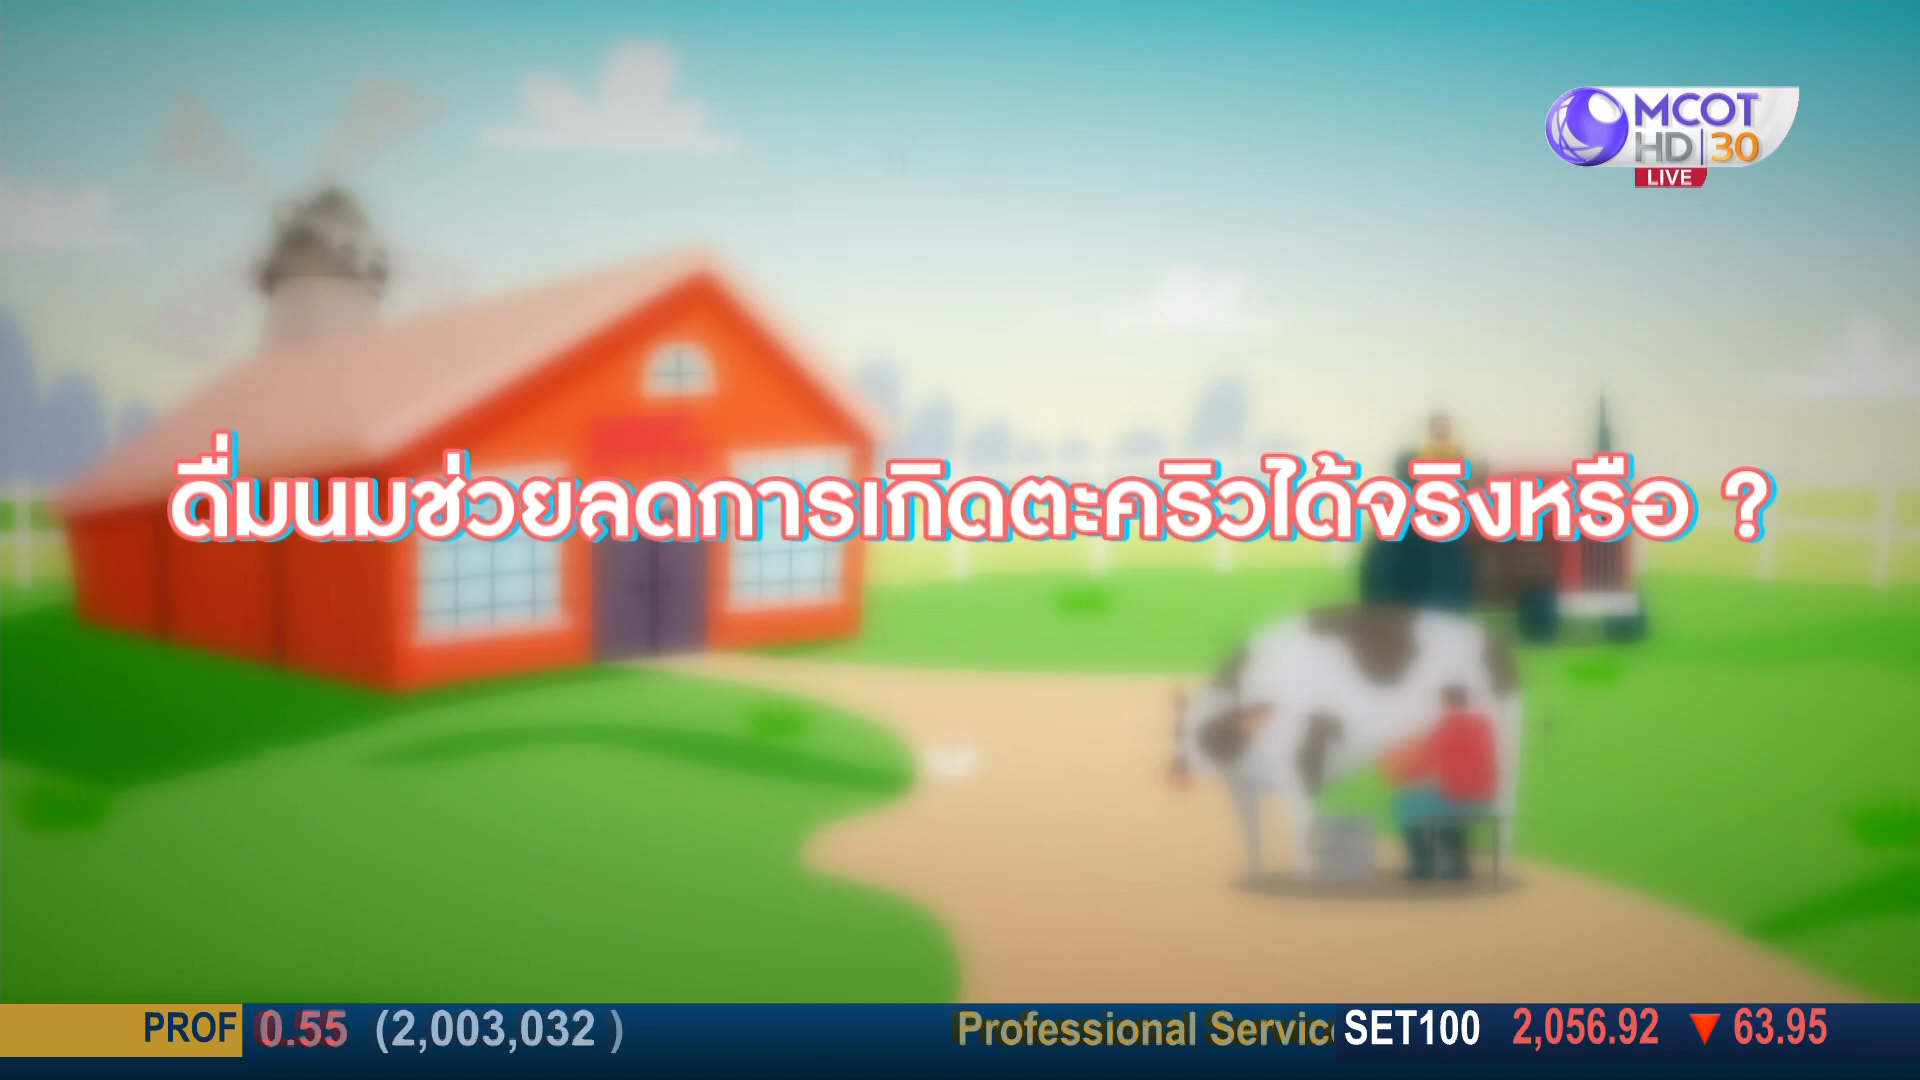 MCOT
HD 30
LIVE
ดื่มนมช่วยลดการเกิดตะคริวได้จริงหรือ ?
PROF 0.55 (2,003,032 ) Professional SET100 2,056.92 ▼ 63.95